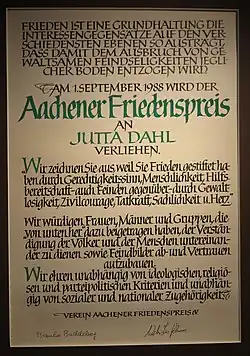 FRIEDEN IST EINE GRUNDHALTUNG DIE
INTERESSENGEGENSÄTZE AUF DEN VER
SCHIEDENSTEN EBENEN SO AUSTRÄGT,
DASS DAMIT DEM AUSBRUCH VON GE
WALTSAMEN FEINDSELIGKEITEN JEGLI
CHER BODEN ENTZOGEN WIRD.
AM 1. SEPTEMBER 1988 WIRD DER
Aachener Friedenspreis
AN
JUTTA DAHL
VERLIEHEN.
„Wir zeichnen Sie aus, weil Sie Frieden gestiftet ha
ben durch Gerechtigkeitssinn, Menschlichkeit, Hilfs
bereitschaft auch Feinden gegenüber durch Gewalt
losigkeit, Zivilcourage, Tatkraft, Sachlichkeit u. Herz."
Wir würdigen Frauen, Männer und Gruppen, die
„von unten her" dazu beigetragen haben, der Verstän
digung der Völker und der Menschen untereinan
der zu dienen sowie Feindbilder ab- und Vertrauen
aufzubauen.
Wir ehren unabhängig von ideologischen, religiö
sen und parteipolitischen Kriterien und unabhän
gig von sozialer und nationaler Zugehörigkeit.
VEREIN AACHENER FRIEDENSPREIS